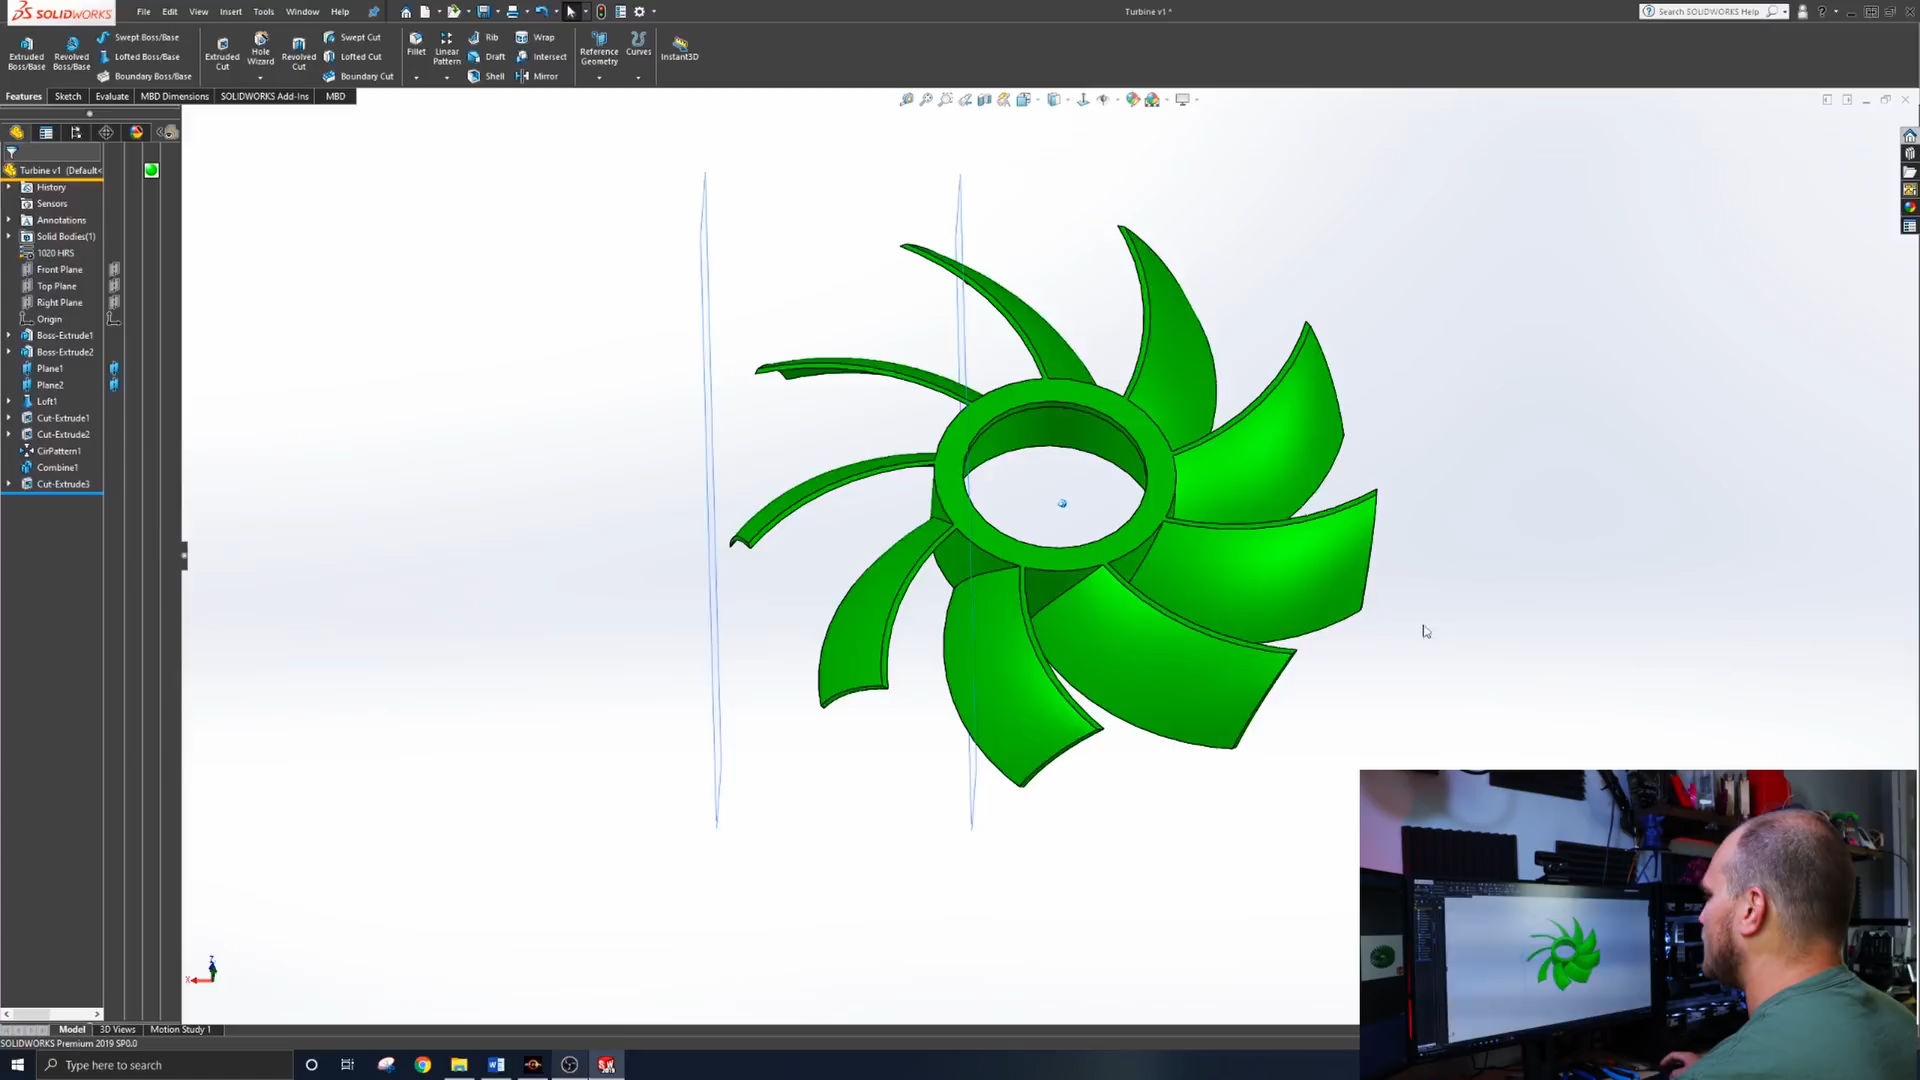 SOLIDWORKS File Edit View Insert Tools Window Help Turbine v1 * Search SOLIDWORKS Help
Extruded Boss/Base
Revolved Boss/Base
Swept Boss/Base
Lofted Boss/Base
Boundary Boss/Base
Extruded Cut
Hole Wizard
Revolved Cut
Swept Cut
Lofted Cut
Boundary Cut
Fillet
Linear Pattern
Rib
Draft
Shell
Wrap
Intersect
Mirror
Reference Geometry
Curves
Instant3D
Features Sketch Evaluate MBD Dimensions SOLIDWORKS Add-Ins MBD
Turbine v1 (Default<
History
Sensors
Annotations
Solid Bodies(1)
1020 HRS
Front Plane
Top Plane
Right Plane
Origin
Boss-Extrude1
Boss-Extrude2
Plane1
Plane2
Loft1
Cut-Extrude1
Cut-Extrude2
CirPattern1
Combine1
Cut-Extrude3
Z
X
Model 3D Views Motion Study 1
SOLIDWORKS Premium 2019 SP0.0
Type here to search